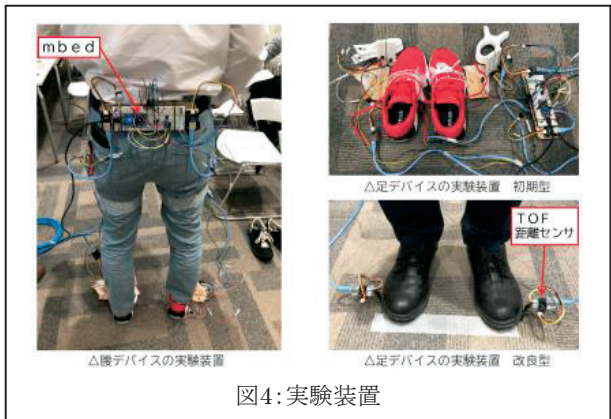 mbed
△腰デバイスの実験装置
△足デバイスの実験装置 初期型
TOF
距離センサ
△足デバイスの実験装置 改良型
図4:実験装置